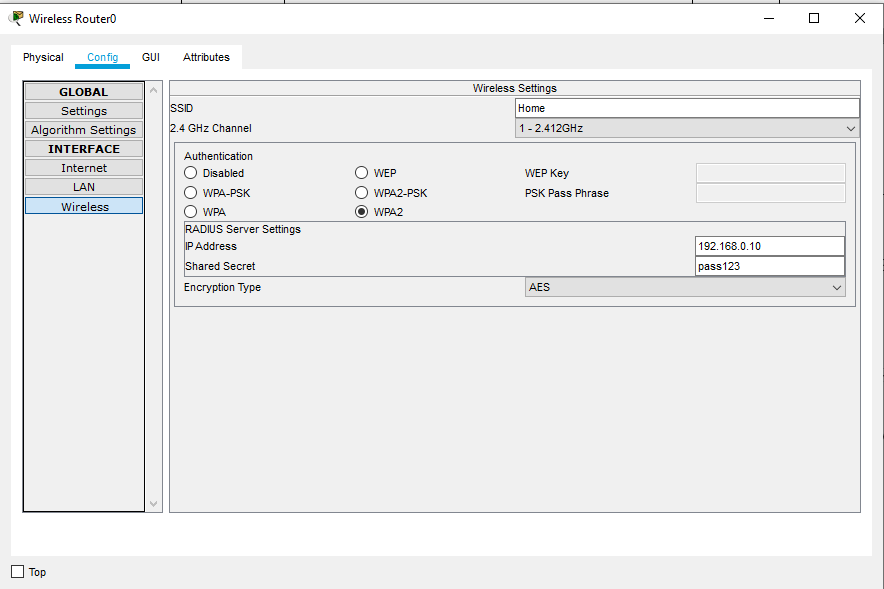 Wireless Router0
Physical Config GUI Attributes
GLOBAL
Settings
Algorithm Settings
INTERFACE
Internet
LAN
Wireless
Wireless Settings
SSID Home
2.4 GHz Channel 1 - 2.412GHz
Authentication
Disabled WEP WEP Key
WPA-PSK WPA2-PSK PSK Pass Phrase
WPA WPA2
RADIUS Server Settings
IP Address 192.168.0.10
Shared Secret pass123
Encryption Type AES
Top